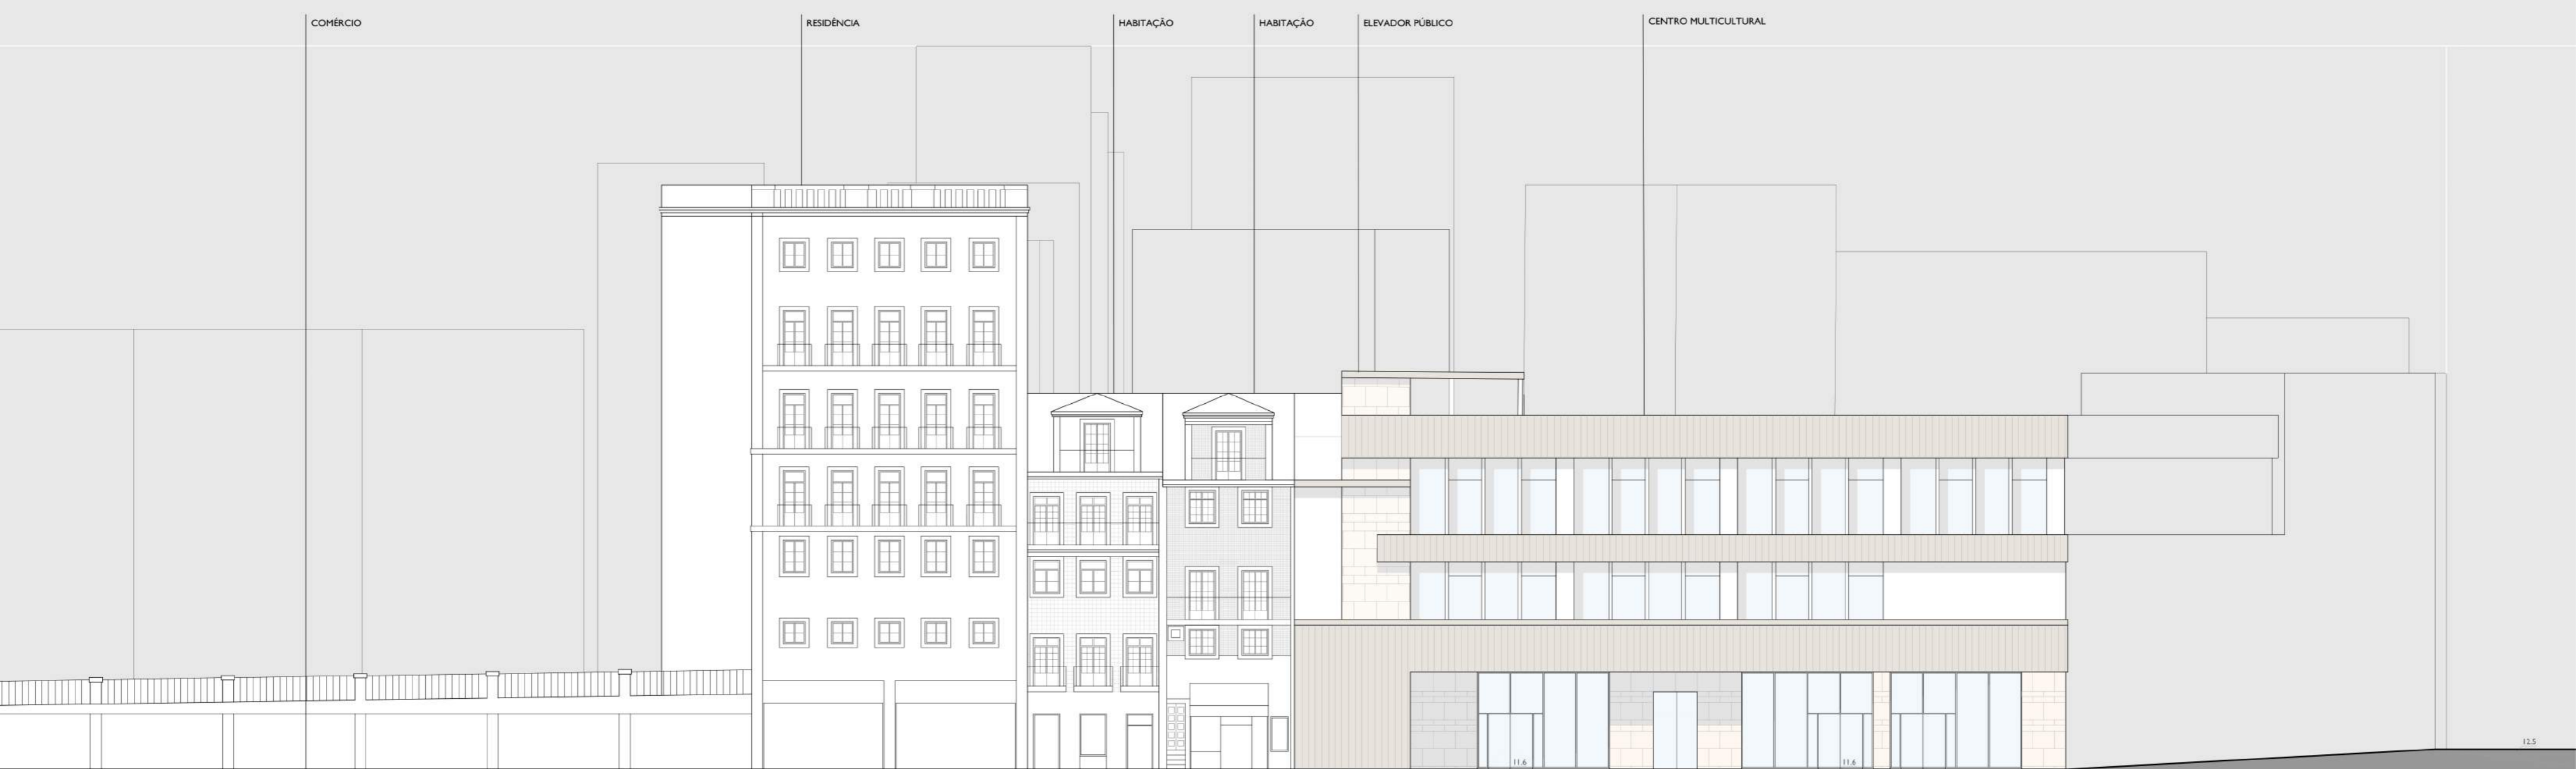 COMÉRCIO
RESIDÊNCIA
HABITAÇÃO
HABITAÇÃO
ELEVADOR PÚBLICO
CENTRO MULTICULTURAL
12.5
11.6
11.6